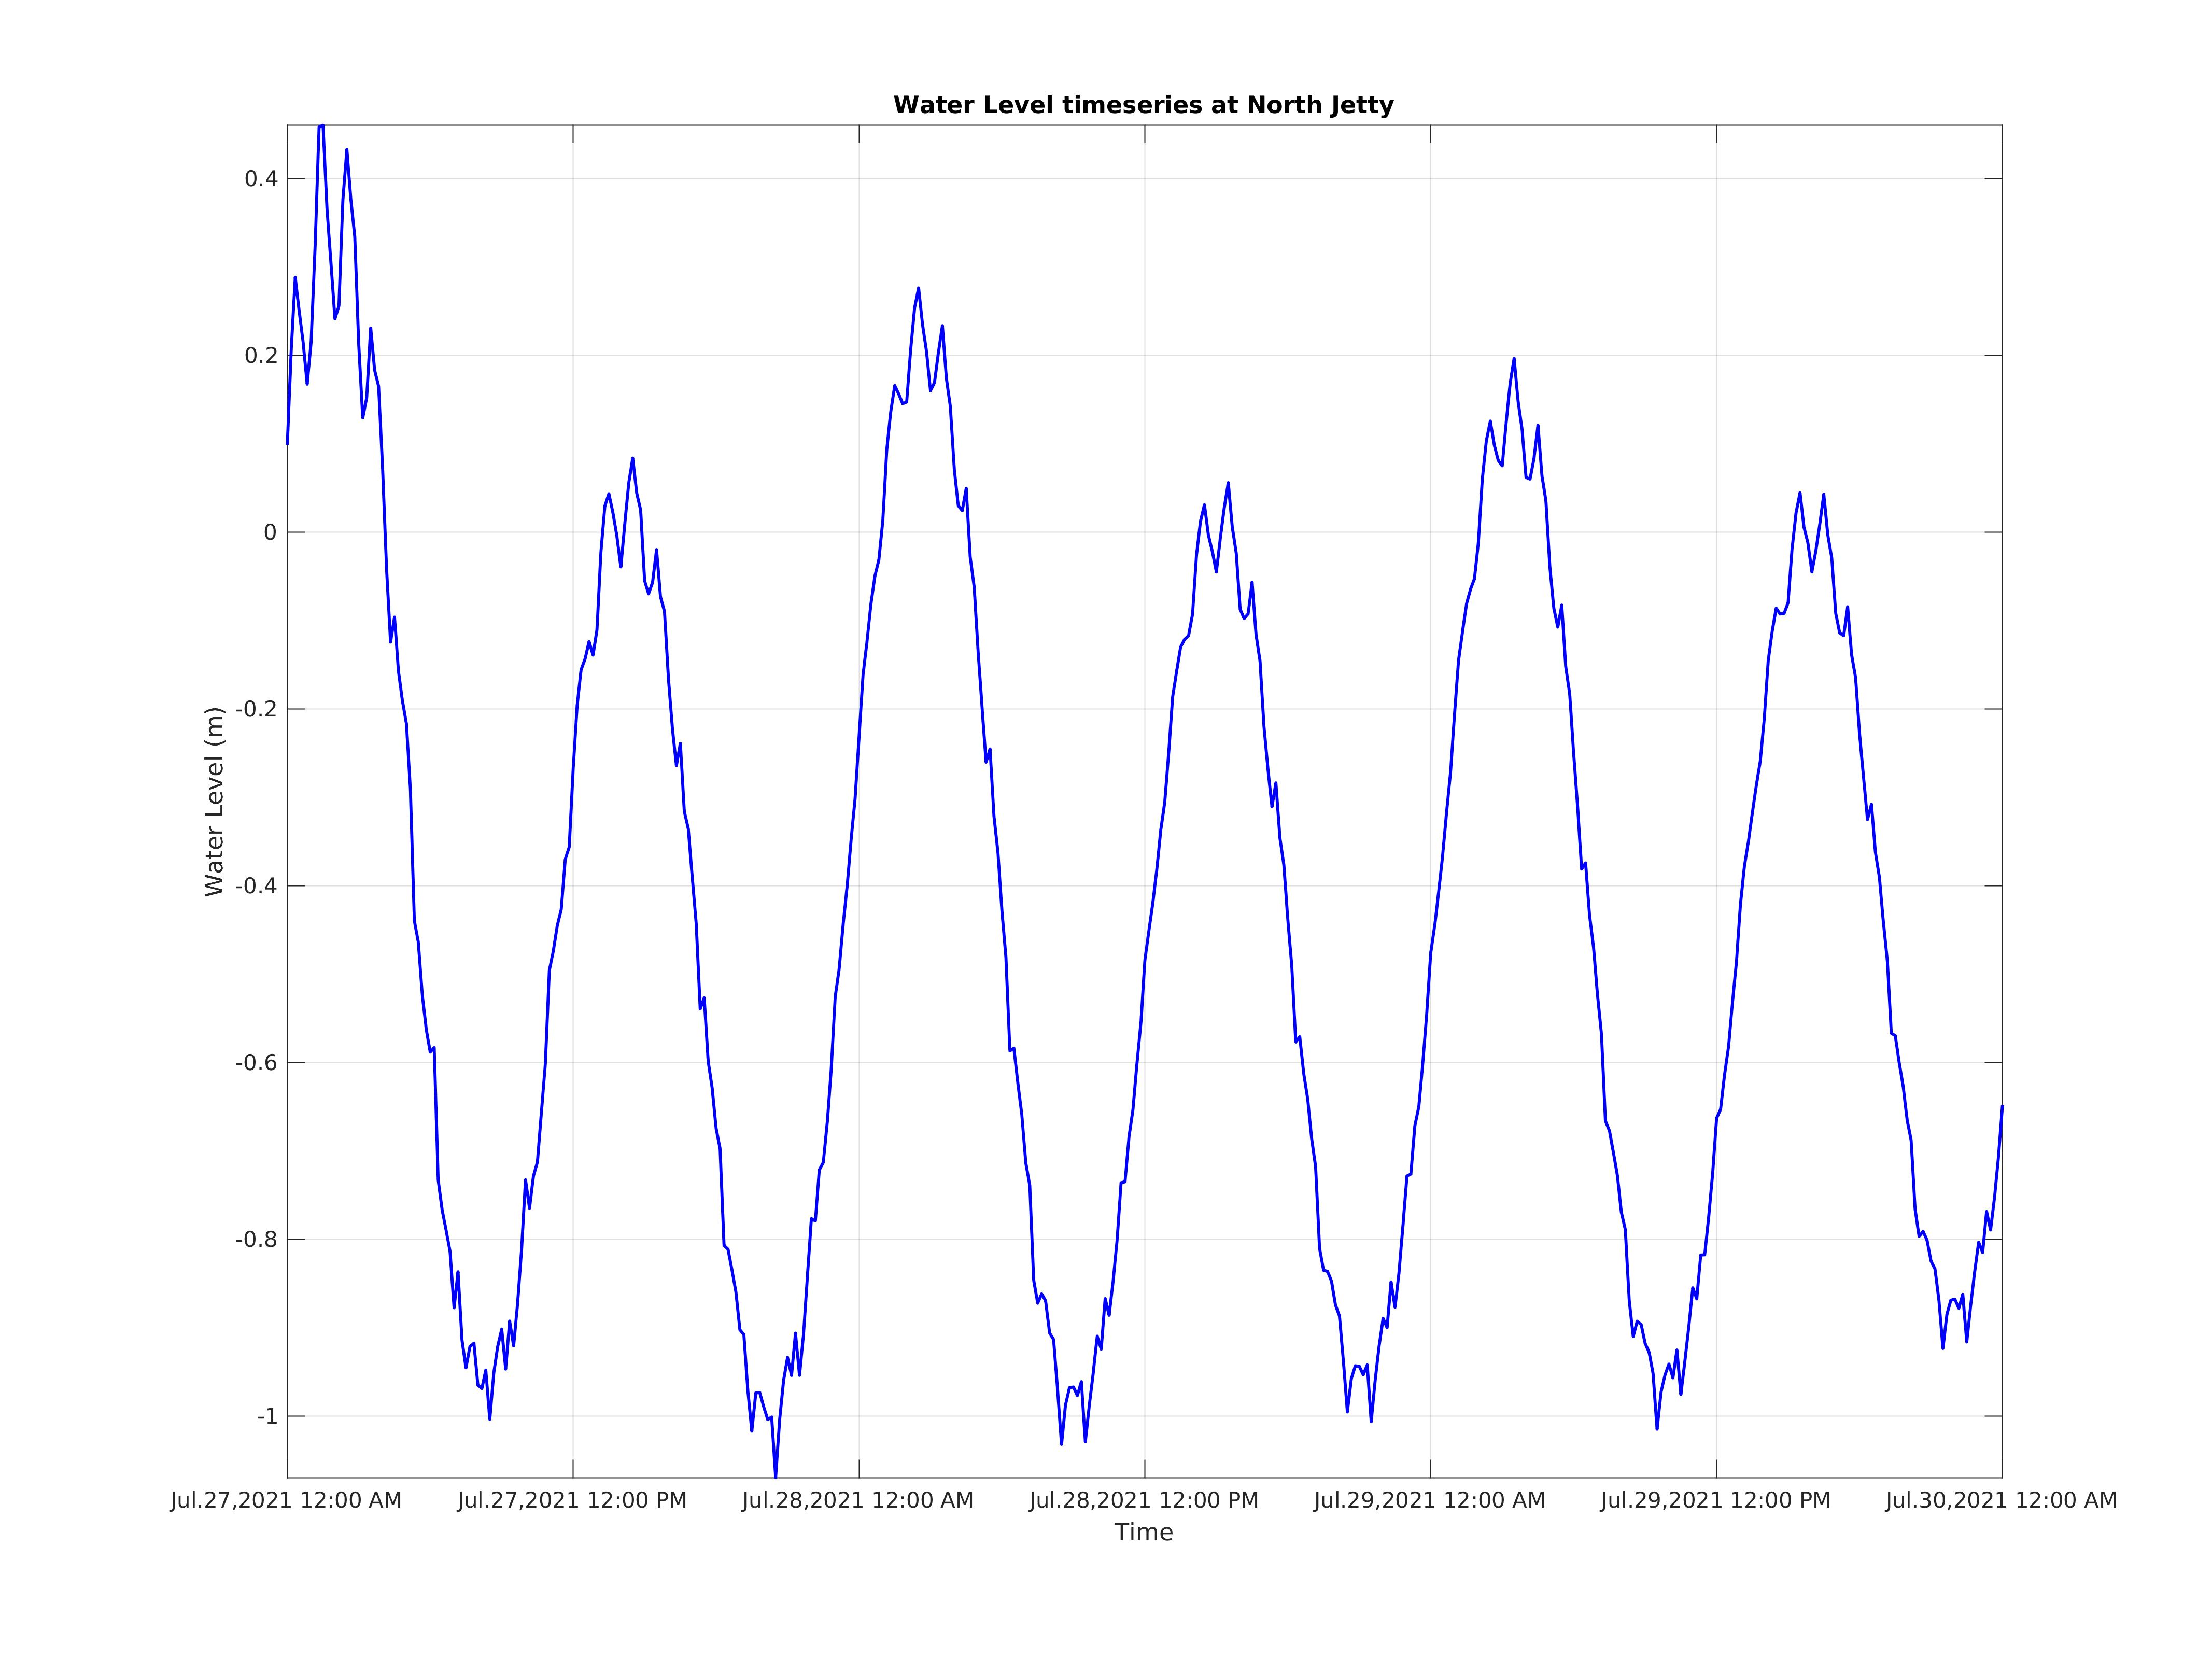 Water Level timeseries at North Jetty
0.4
0.2
0
-0.2
-0.4
-0.6
-0.8
-1
Water Level (m)
Jul.27,2021 12:00 AM
Jul.27,2021 12:00 PM
Jul.28,2021 12:00 AM
Jul.28,2021 12:00 PM
Jul.29,2021 12:00 AM
Jul.29,2021 12:00 PM
Jul.30,2021 12:00 AM
Time